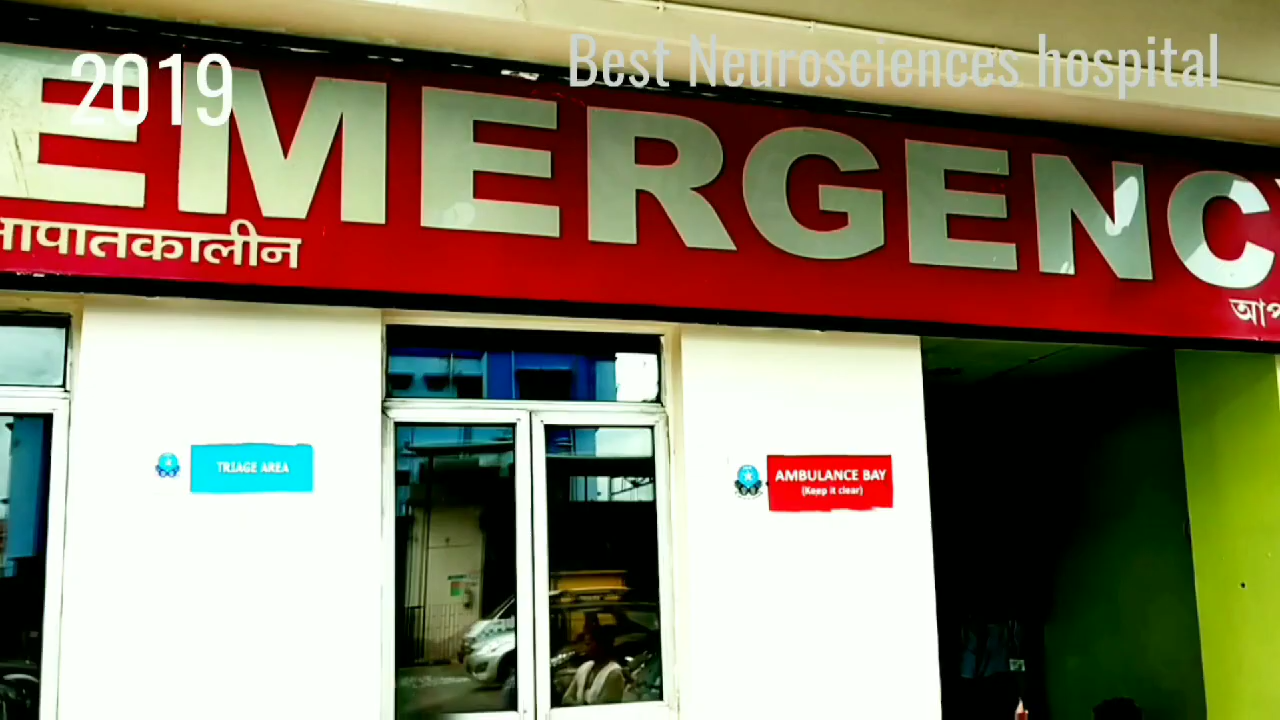 2019
Best Neurosciences hospital
EMERGENC
आपातकालीन
TRIAGE AREA
AMBULANCE BAY
(Keep it clear)